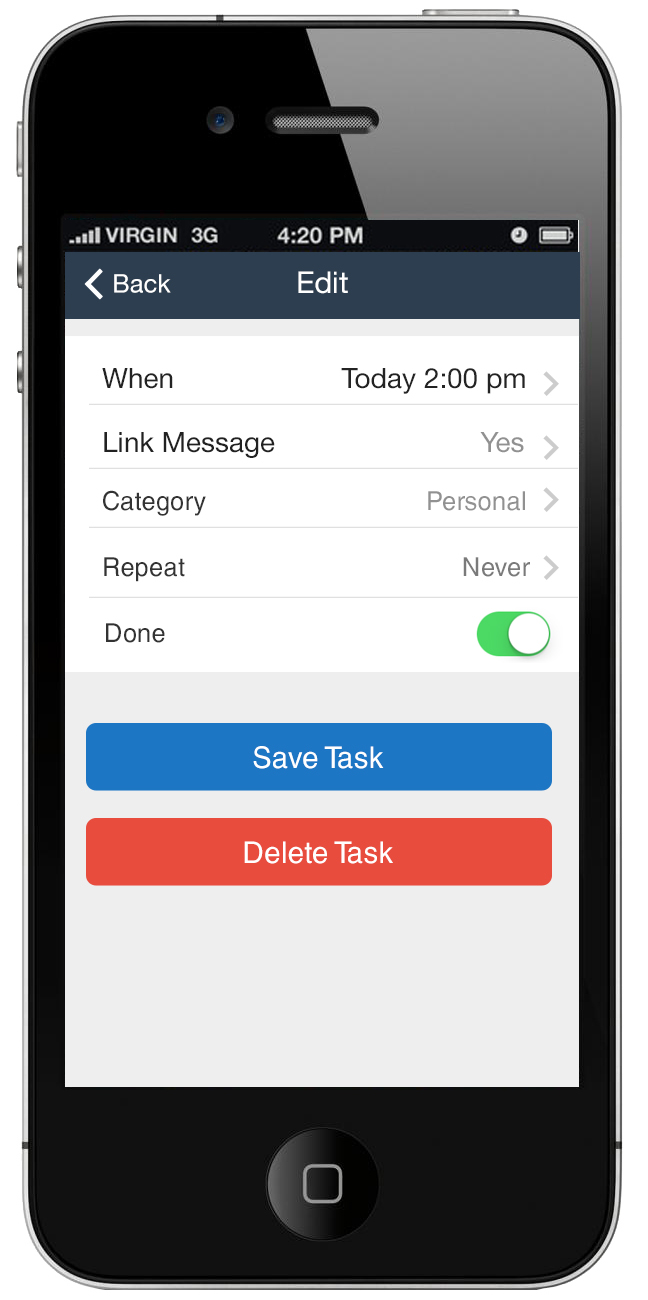 VIRGIN 3G 4:20 PM
Back Edit
When Today 2:00 pm
Link Message Yes
Category Personal
Repeat Never
Done
Save Task
Delete Task